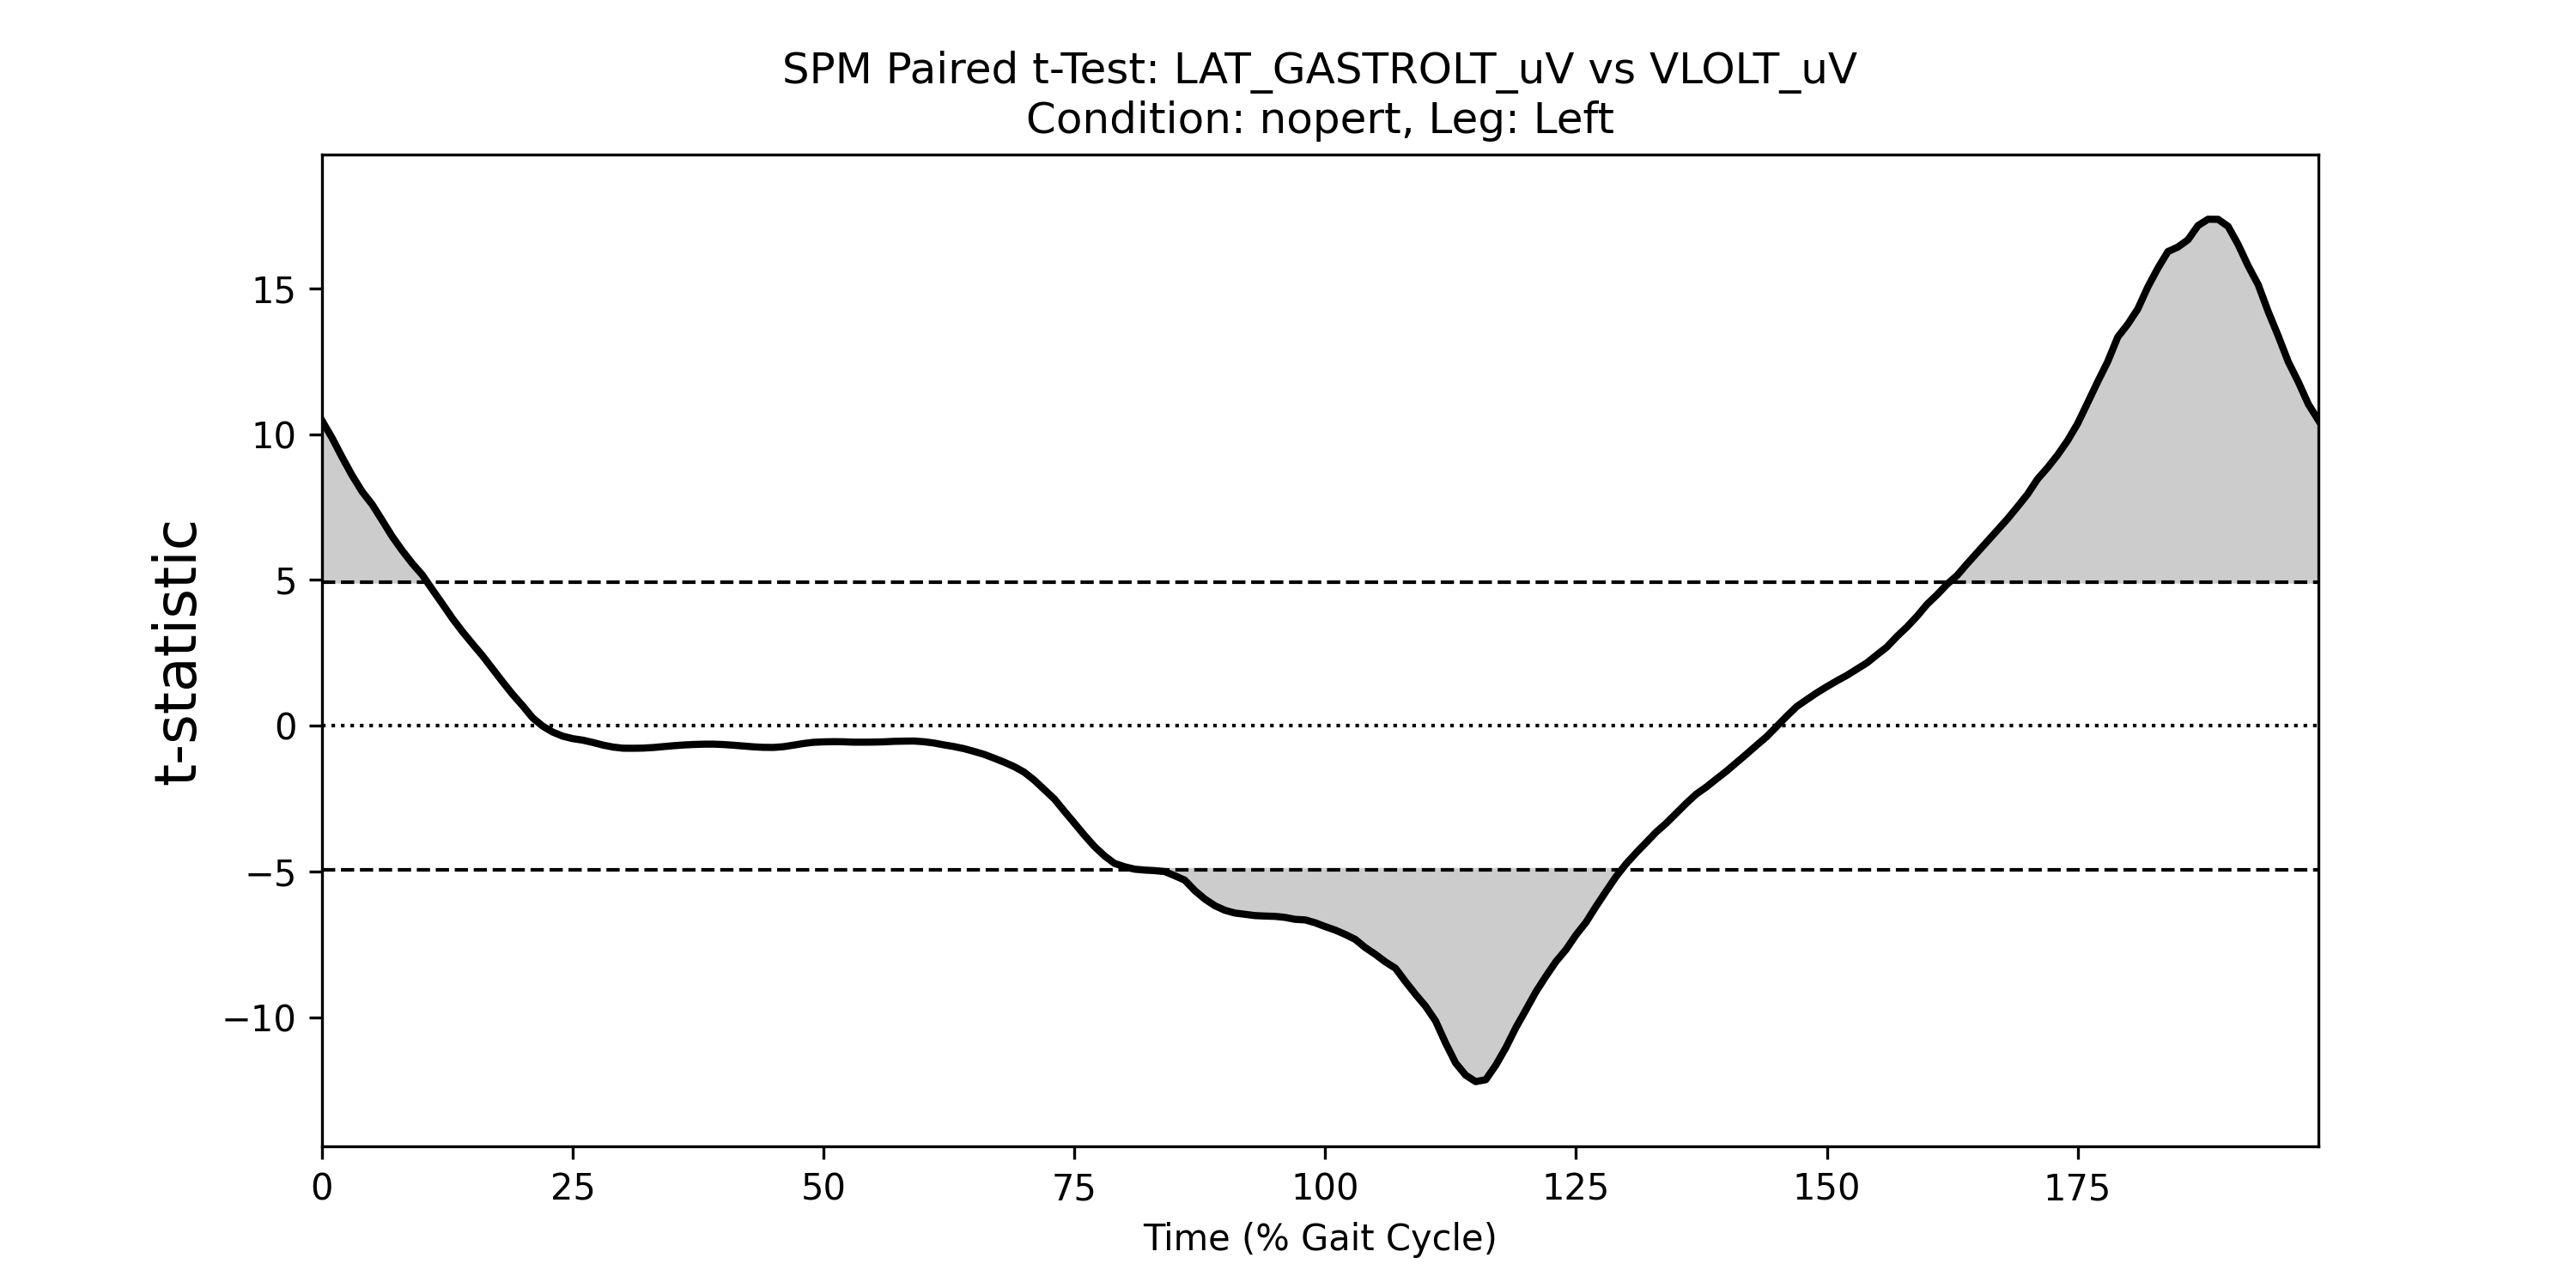 SPM Paired t-Test: LAT_GASTROLT_uV vs VLOLT_uV
Condition: nopert, Leg: Left
t-statistic
15
10
5
0
−5
−10
0 25 50 75 100 125 150 175
Time (% Gait Cycle)